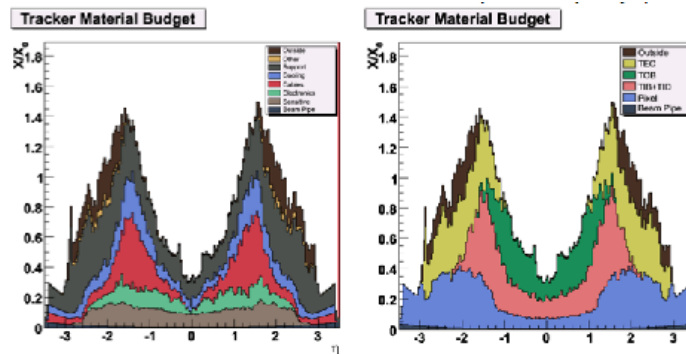 Tracker Material Budget
X/X0
1.8
1.6
1.4
1.2
1
0.8
0.6
0.4
0.2
0
-3
-2
-1
0
1
2
3
η
Outside
Other
Support
Cooling
Cables
Electronics
Sensitive
Beam Pipe
Tracker Material Budget
X/X0
1.8
1.6
1.4
1.2
1
0.8
0.6
0.4
0.2
0
-3
-2
-1
0
1
2
3
Outside
TEC
TOB
TIB+TID
Pixel
Beam Pipe